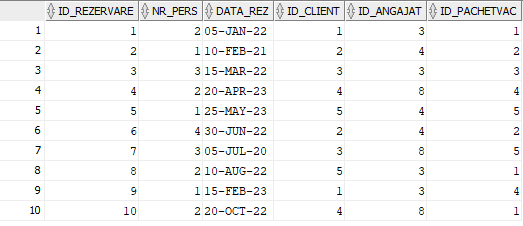 ID_REZERVARE NR_PERS DATA_REZ ID_CLIENT ID_ANGAJAT ID_PACHETVAC
1 1 2 05-JAN-22 1 3 1
2 2 1 10-FEB-21 2 4 2
3 3 3 15-MAR-22 3 3 3
4 4 2 20-APR-23 4 8 4
5 5 1 25-MAY-23 5 4 5
6 6 4 30-JUN-22 2 4 2
7 7 3 05-JUL-20 3 8 5
8 8 2 10-AUG-22 5 3 1
9 9 1 15-FEB-23 1 3 4
10 10 2 20-OCT-22 4 8 1